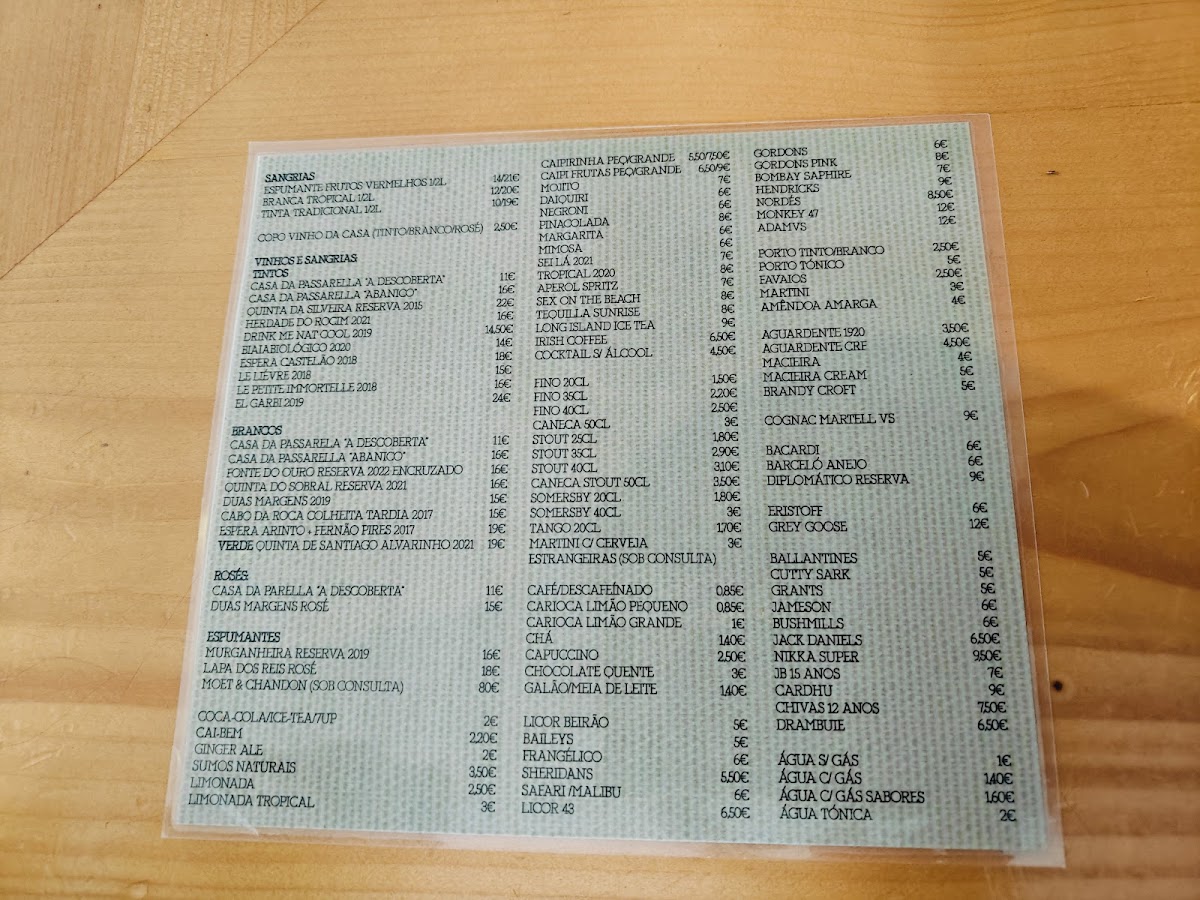 SANGRIAS
ESPUMANTE FRUTOS VERMELHOS 1/2L 14/21€
BRANCA TROPICAL 1/2L 12/20€
TINTA TRADICIONAL 1/2L 10/19€
COPO VINHO DA CASA (TINTO/BRANCO/ROSÉ) 2,50€
VINHOS E SANGRIAS:
TINTOS
CASA DA PASSARELLA "A DESCOBERTA" 11€
CASA DA PASSARELLA "ABANICO" 16€
QUINTA DA SILVEIRA RESERVA 2015 22€
HERDADE DO ROCIM 2021 16€
DRINK ME NAT'COOL 2019 14,50€
BIAIABIOLÓGICO 2020 14€
ESPERA CASTELÃO 2018 18€
LE LIÈVRE 2018 15€
LE PETITE IMMORTELLE 2018 16€
EL GARBI 2019 24€
BRANCOS
CASA DA PASSARELA "A DESCOBERTA" 11€
CASA DA PASSARELLA "ABANICO" 16€
FONTE DO OURO RESERVA 2022 ENCRUZADO 16€
QUINTA DO SOBRAL RESERVA 2021 16€
DUAS MARGENS 2019 15€
CABO DA ROCA COLHEITA TARDIA 2017 15€
ESPERA ARINTO + FERNÃO PIRES 2017 19€
VERDE QUINTA DE SANTIAGO ALVARINHO 2021 19€
ROSÉS:
CASA DA PARELLA "A DESCOBERTA" 11€
DUAS MARGENS ROSÉ 15€
ESPUMANTES
MURGANHEIRA RESERVA 2019 16€
LAPA DOS REIS ROSÉ 18€
MOET & CHANDON (SOB CONSULTA) 80€
COCA-COLA/ICE-TEA/7UP 2€
CAI-BEM 2,20€
GINGER ALE 2€
SUMOS NATURAIS 3,50€
LIMONADA 2,50€
LIMONADA TROPICAL 3€
CAIPIRINHA PEQ/GRANDE 5,50/7,50€
CAIPI FRUTAS PEQ/GRANDE 6,50/9€
MOJITO 7€
DAIQUIRI 6€
NEGRONI 6€
PINACOLADA 8€
MARGARITA 6€
MIMOSA 6€
SEI LÁ 2021 7€
TROPICAL 2020 8€
APEROL SPRITZ 7€
SEX ON THE BEACH 8€
TEQUILLA SUNRISE 8€
LONG ISLAND ICE TEA 9€
IRISH COFFEE 6,50€
COCKTAIL S/ ÁLCOOL 4,50€
FINO 20CL 1,50€
FINO 35CL 2,20€
FINO 40CL 2,50€
CANECA 50CL 3€
STOUT 25CL 1,80€
STOUT 35CL 2,90€
STOUT 40CL 3,10€
CANECA STOUT 50CL 3,50€
SOMERSBY 20CL 1,80€
SOMERSBY 40CL 3€
TANGO 20CL 1,70€
MARTINI C/ CERVEJA 3€
ESTRANGEIRAS (SOB CONSULTA)
CAFÉ/DESCAFEÍNADO 0,85€
CARIOCA LIMÃO PEQUENO 0,85€
CARIOCA LIMÃO GRANDE 1€
CHÁ 1,40€
CAPUCCINO 2,50€
CHOCOLATE QUENTE 3€
GALÃO/MEIA DE LEITE 1,40€
LICOR BEIRÃO 5€
BAILEYS 5€
FRANGÉLICO 6€
SHERIDANS 5,50€
SAFARI /MALIBU 6€
LICOR 43 6,50€
GORDONS 6€
GORDONS PINK 8€
BOMBAY SAPHIRE 7€
HENDRICKS 9€
NORDÉS 8,50€
MONKEY 47 12€
ADAMVS 12€
PORTO TINTO/BRANCO 2,50€
PORTO TÓNICO 5€
FAVAIOS 2,50€
MARTINI 3€
AMÊNDOA AMARGA 4€
AGUARDENTE 1920 3,50€
AGUARDENTE CRF 4,50€
MACIEIRA 4€
MACIEIRA CREAM 5€
BRANDY CROFT 5€
COGNAC MARTELL VS 9€
BACARDI 6€
BARCELÓ ANEJO 6€
DIPLOMÁTICO RESERVA 9€
ERISTOFF 6€
GREY GOOSE 12€
BALLANTINES 5€
CUTTY SARK 5€
GRANTS 5€
JAMESON 6€
BUSHMILLS 6€
JACK DANIELS 6,50€
NIKKA SUPER 9,50€
JB 15 ANOS 7€
CARDHU 9€
CHIVAS 12 ANOS 7,50€
DRAMBUIE 6,50€
ÁGUA S/ GÁS 1€
ÁGUA C/ GÁS 1,40€
ÁGUA C/ GÁS SABORES 1,60€
ÁGUA TÓNICA 2€